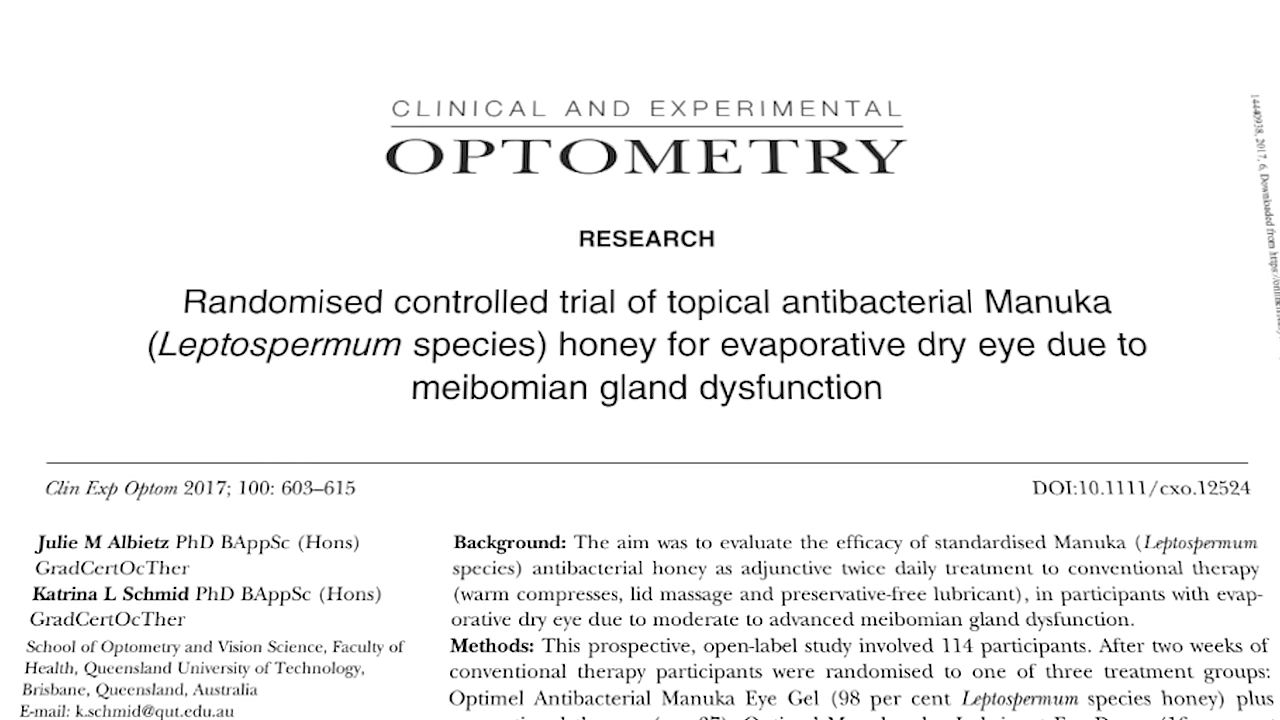 CLINICAL AND EXPERIMENTAL
OPTOMETRY
RESEARCH
Randomised controlled trial of topical antibacterial Manuka
(Leptospermum species) honey for evaporative dry eye due to
meibomian gland dysfunction
Clin Exp Optom 2017; 100: 603–615
DOI:10.1111/cxo.12524
Julie M Albietz PhD BAppSc (Hons)
GradCertOcTher
Katrina L Schmid PhD BAppSc (Hons)
GradCertOcTher
School of Optometry and Vision Science, Faculty of
Health, Queensland University of Technology,
Brisbane, Queensland, Australia
E-mail: k.schmid@qut.edu.au
Background: The aim was to evaluate the efficacy of standardised Manuka (Leptospermum
species) antibacterial honey as adjunctive twice daily treatment to conventional therapy
(warm compresses, lid massage and preservative-free lubricant), in participants with evap-
orative dry eye due to moderate to advanced meibomian gland dysfunction.
Methods: This prospective, open-label study involved 114 participants. After two weeks of
conventional therapy participants were randomised to one of three treatment groups:
Optimel Antibacterial Manuka Eye Gel (98 per cent Leptospermum species honey) plus
14440938, 2017, 6, Downloaded from